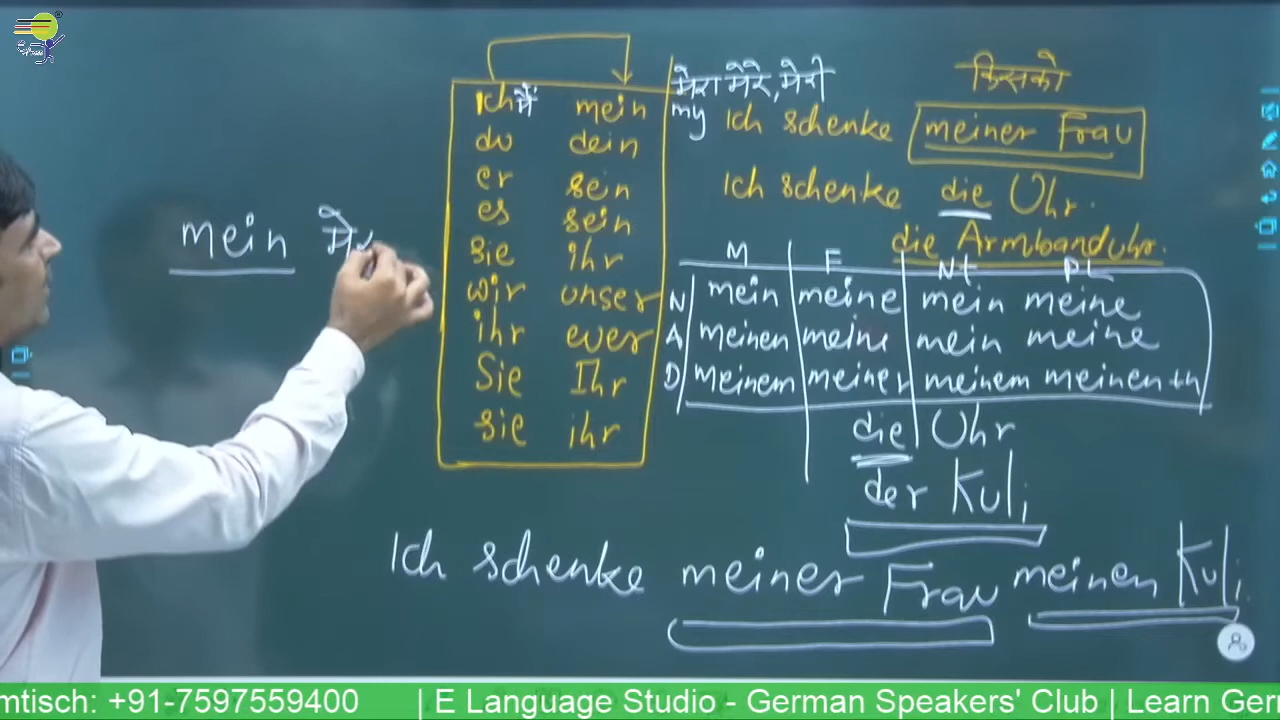 mein
ich मैं mein
du dein
er sein
es sein
sie ihr
wir unser
ihr euer
Sie Ihr
sie ihr
मेरा मेरे, मेरी
my
किसको
Ich schenke meiner Frau
Ich schenke die Uhr.
die Armbanduhr.
M F Nt PL
N mein meine mein meine
A meinen meine mein meine
D meinem meiner meinem meinen +n
die Uhr
der Kuli
Ich schenke meiner Frau meinen Kuli.
mtisch: +91-7597559400 | E Language Studio - German Speakers' Club | Learn Ger